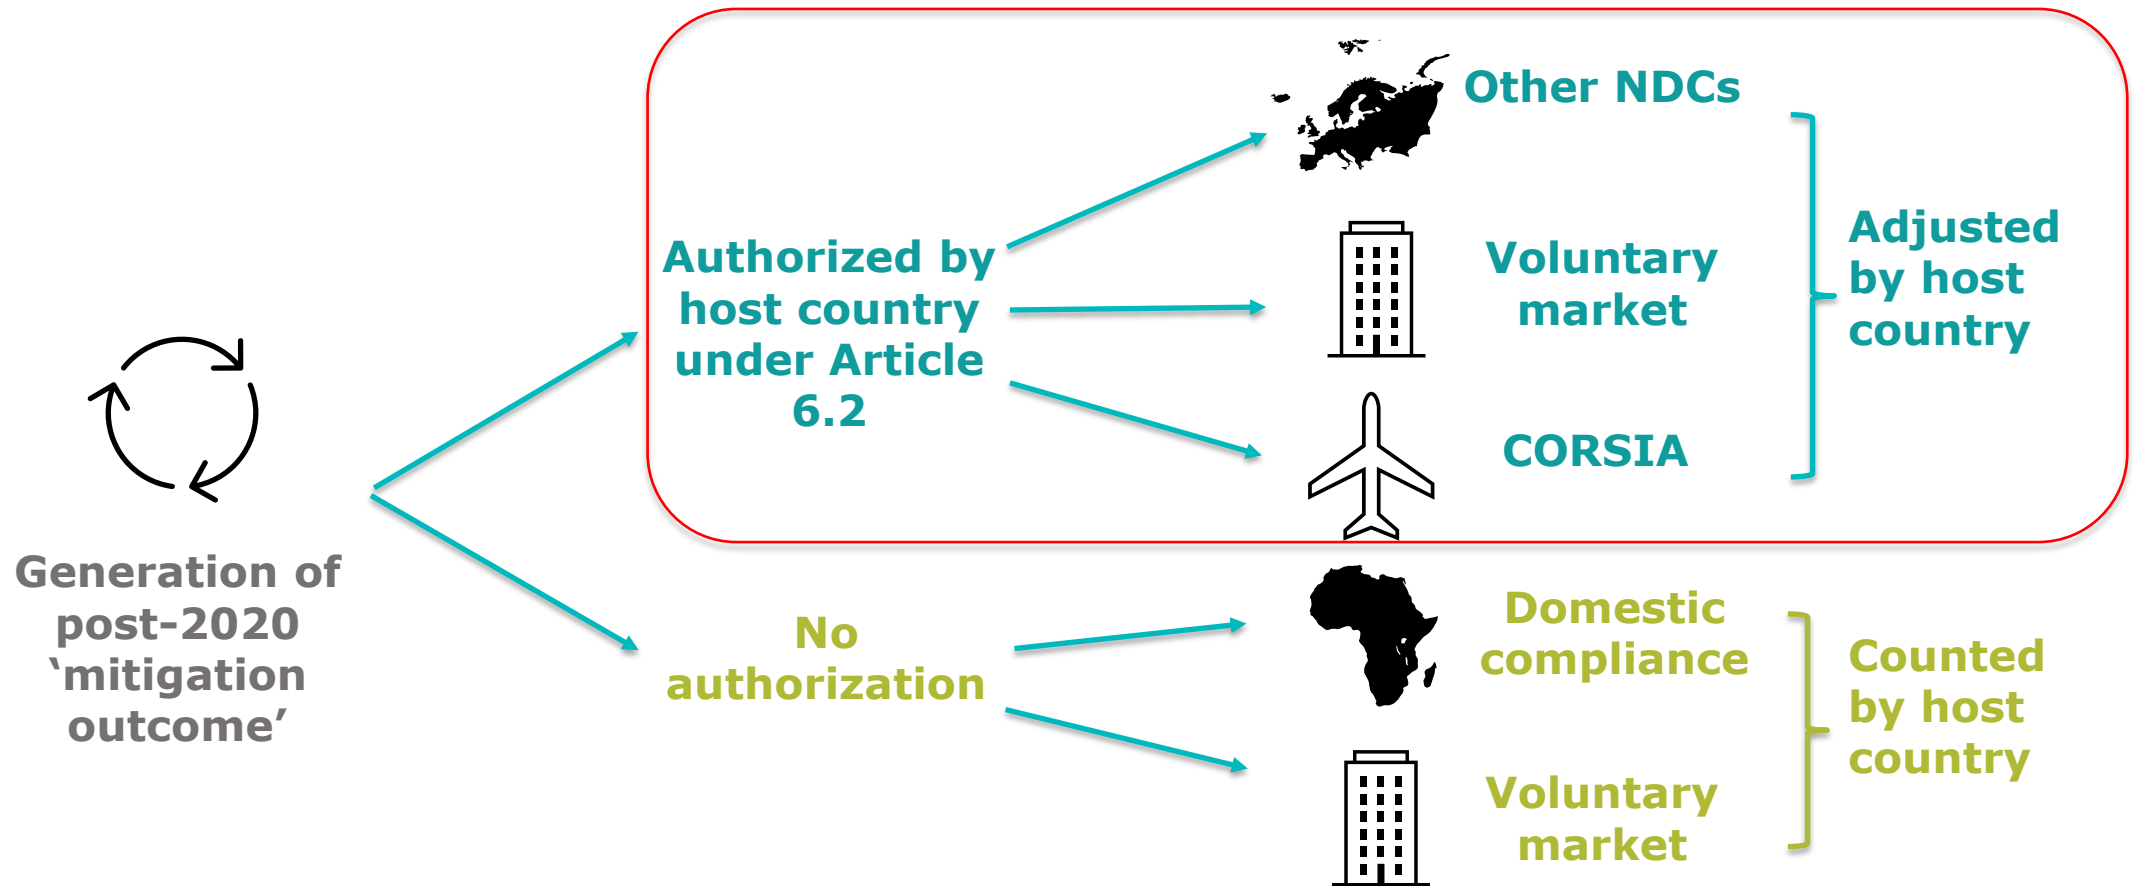 Generation of
post–2020
‘mitigation
outcome’
Authorized by
host country
under Article
6.2
Other NDCs
Voluntary
market
CORSIA
Adjusted
by host
country
No
authorization
Domestic
compliance
Voluntary
market
Counted
by host
country